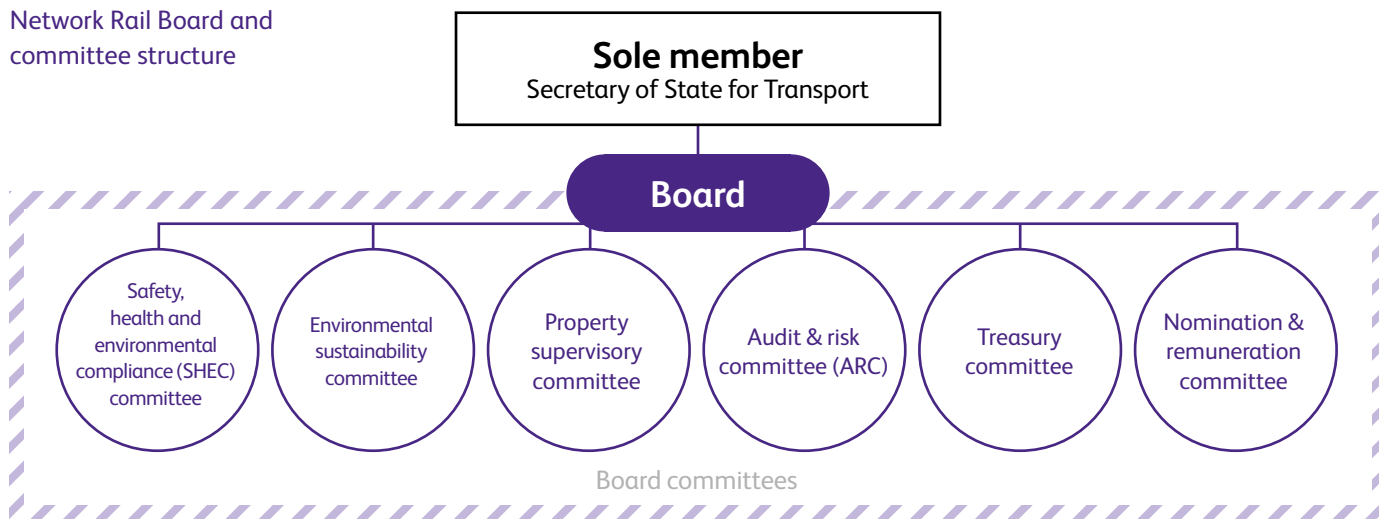 Network Rail Board and
committee structure
Sole member
Secretary of State for Transport
Board
Safety,
health and
environmental
compliance (SHEC)
committee
Environmental
sustainability
committee
Property
supervisory
committee
Audit & risk
committee (ARC)
Treasury
committee
Nomination &
remuneration
committee
Board committees